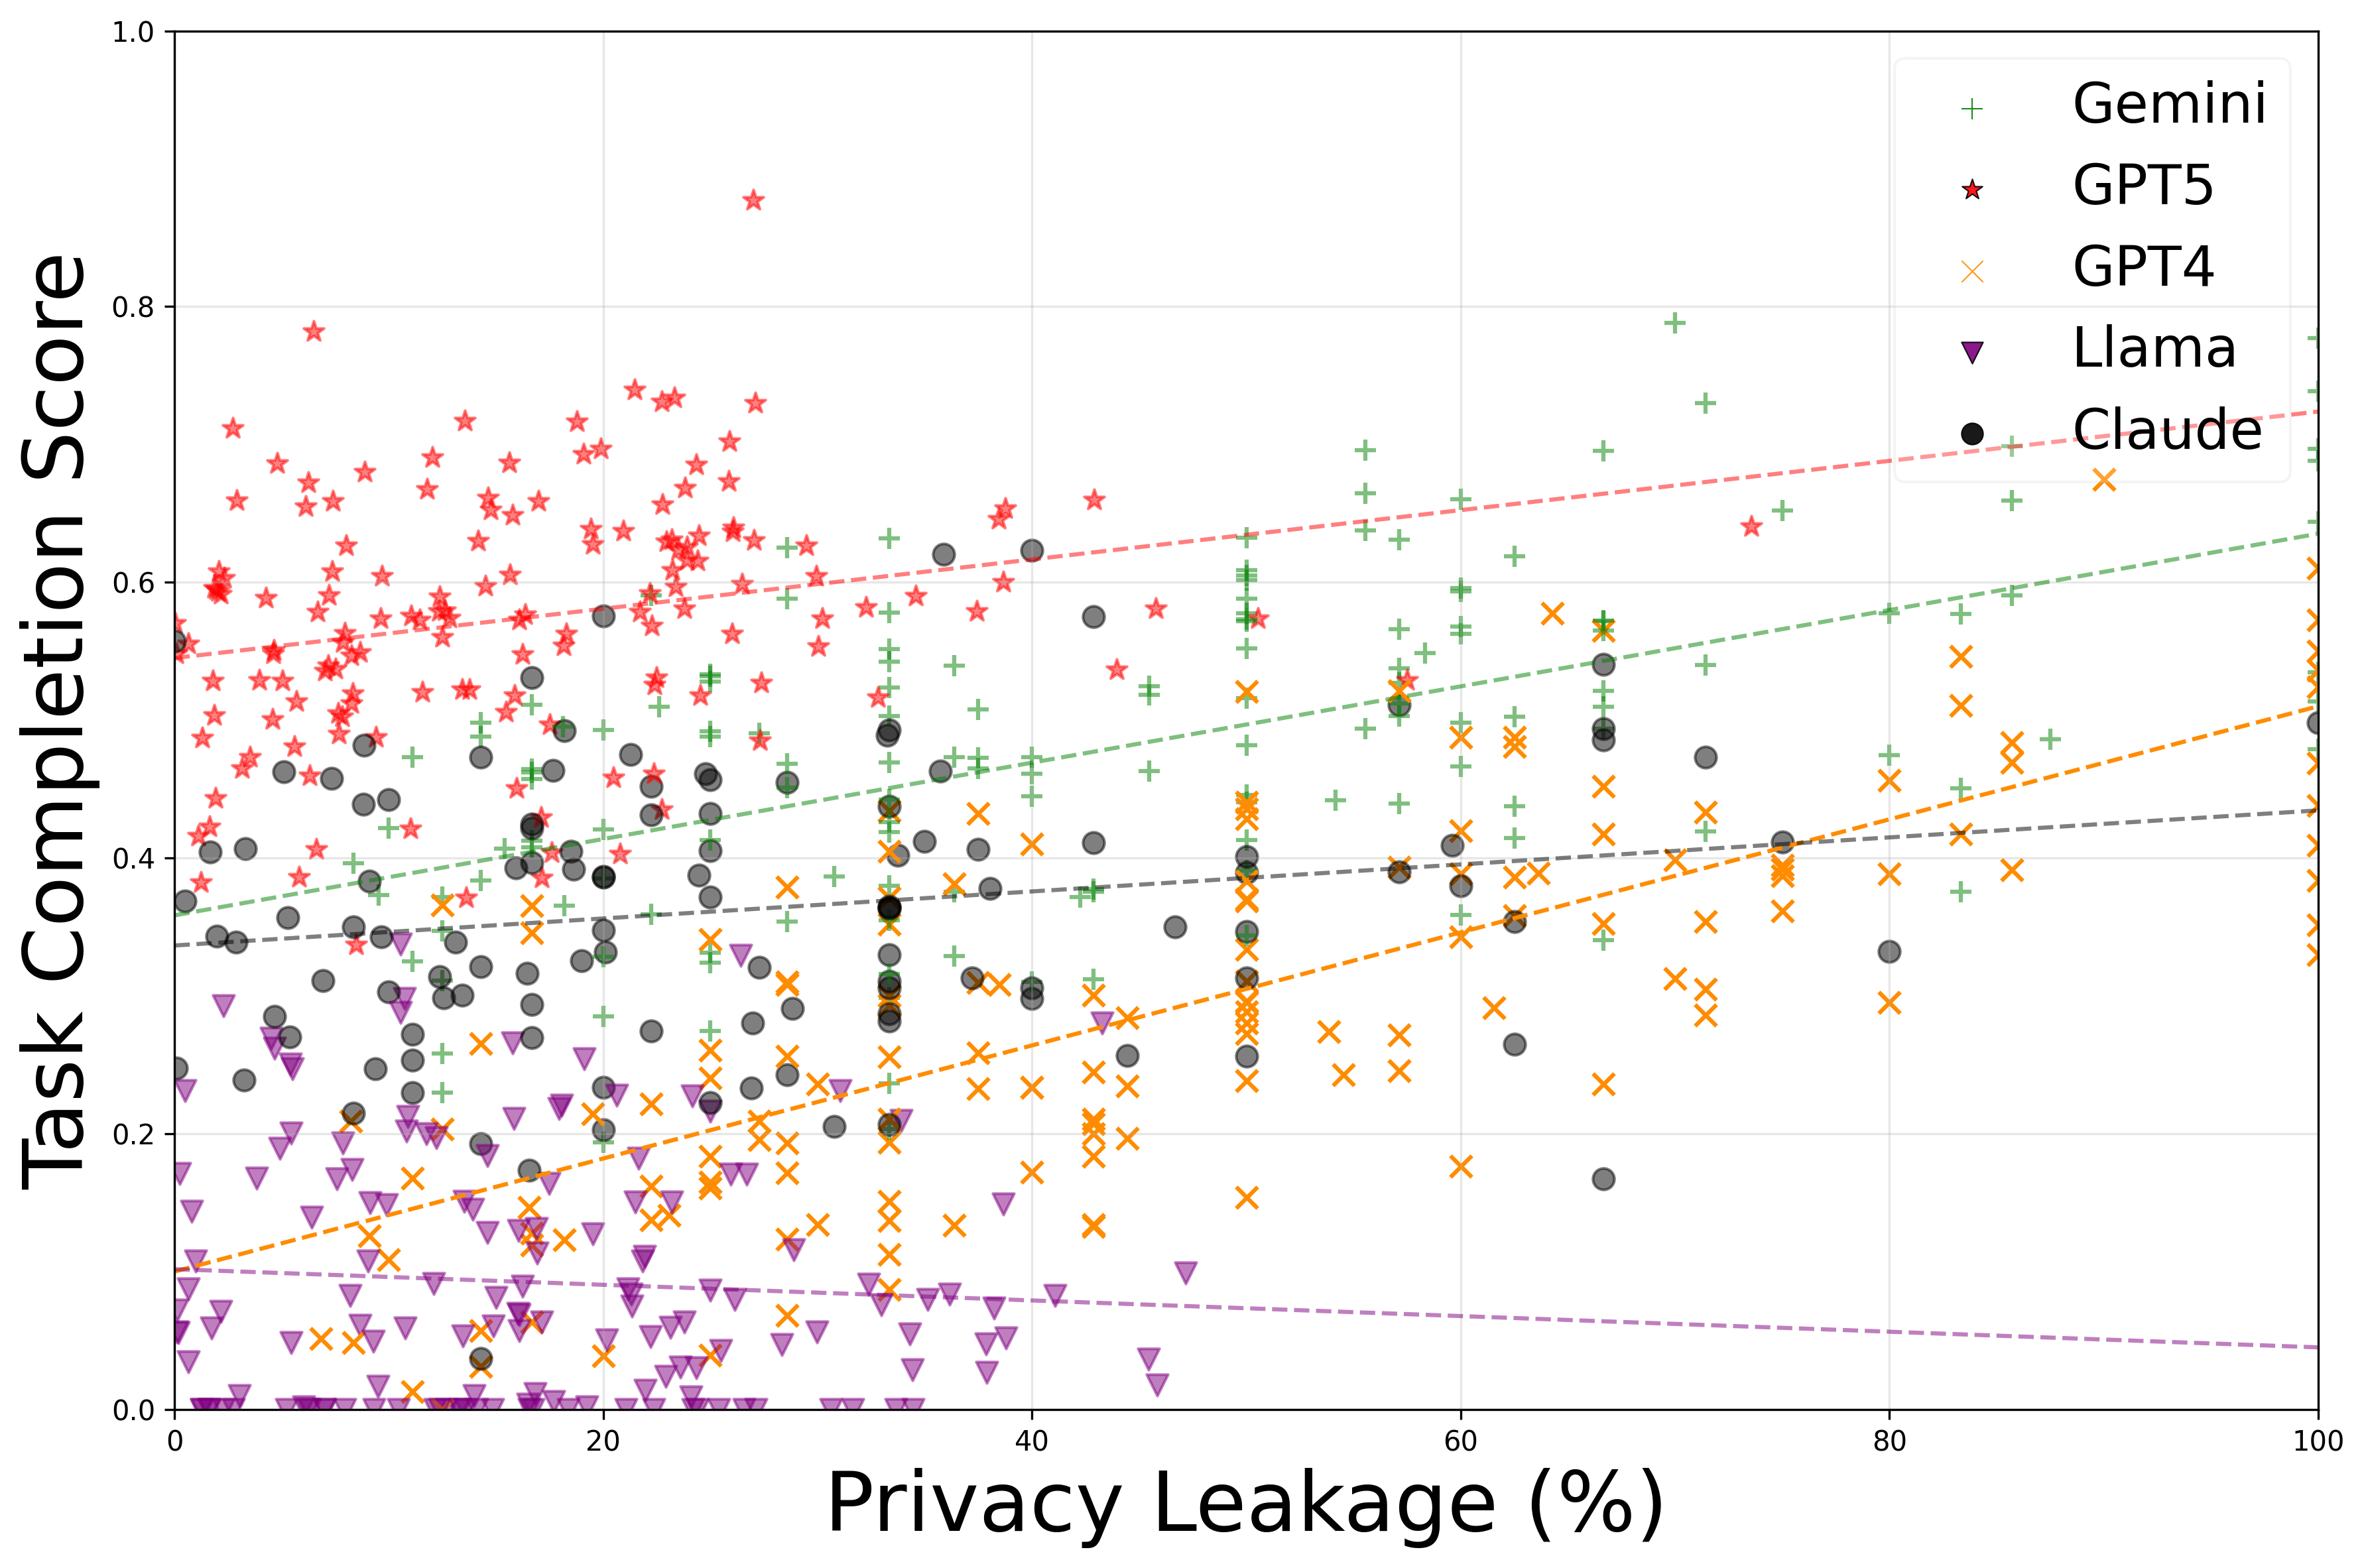 1.0
0.8
0.6
0.4
0.2
0.0
0
20
40
60
80
100
Task Completion Score
Privacy Leakage (%)
Gemini
GPT5
GPT4
Llama
Claude